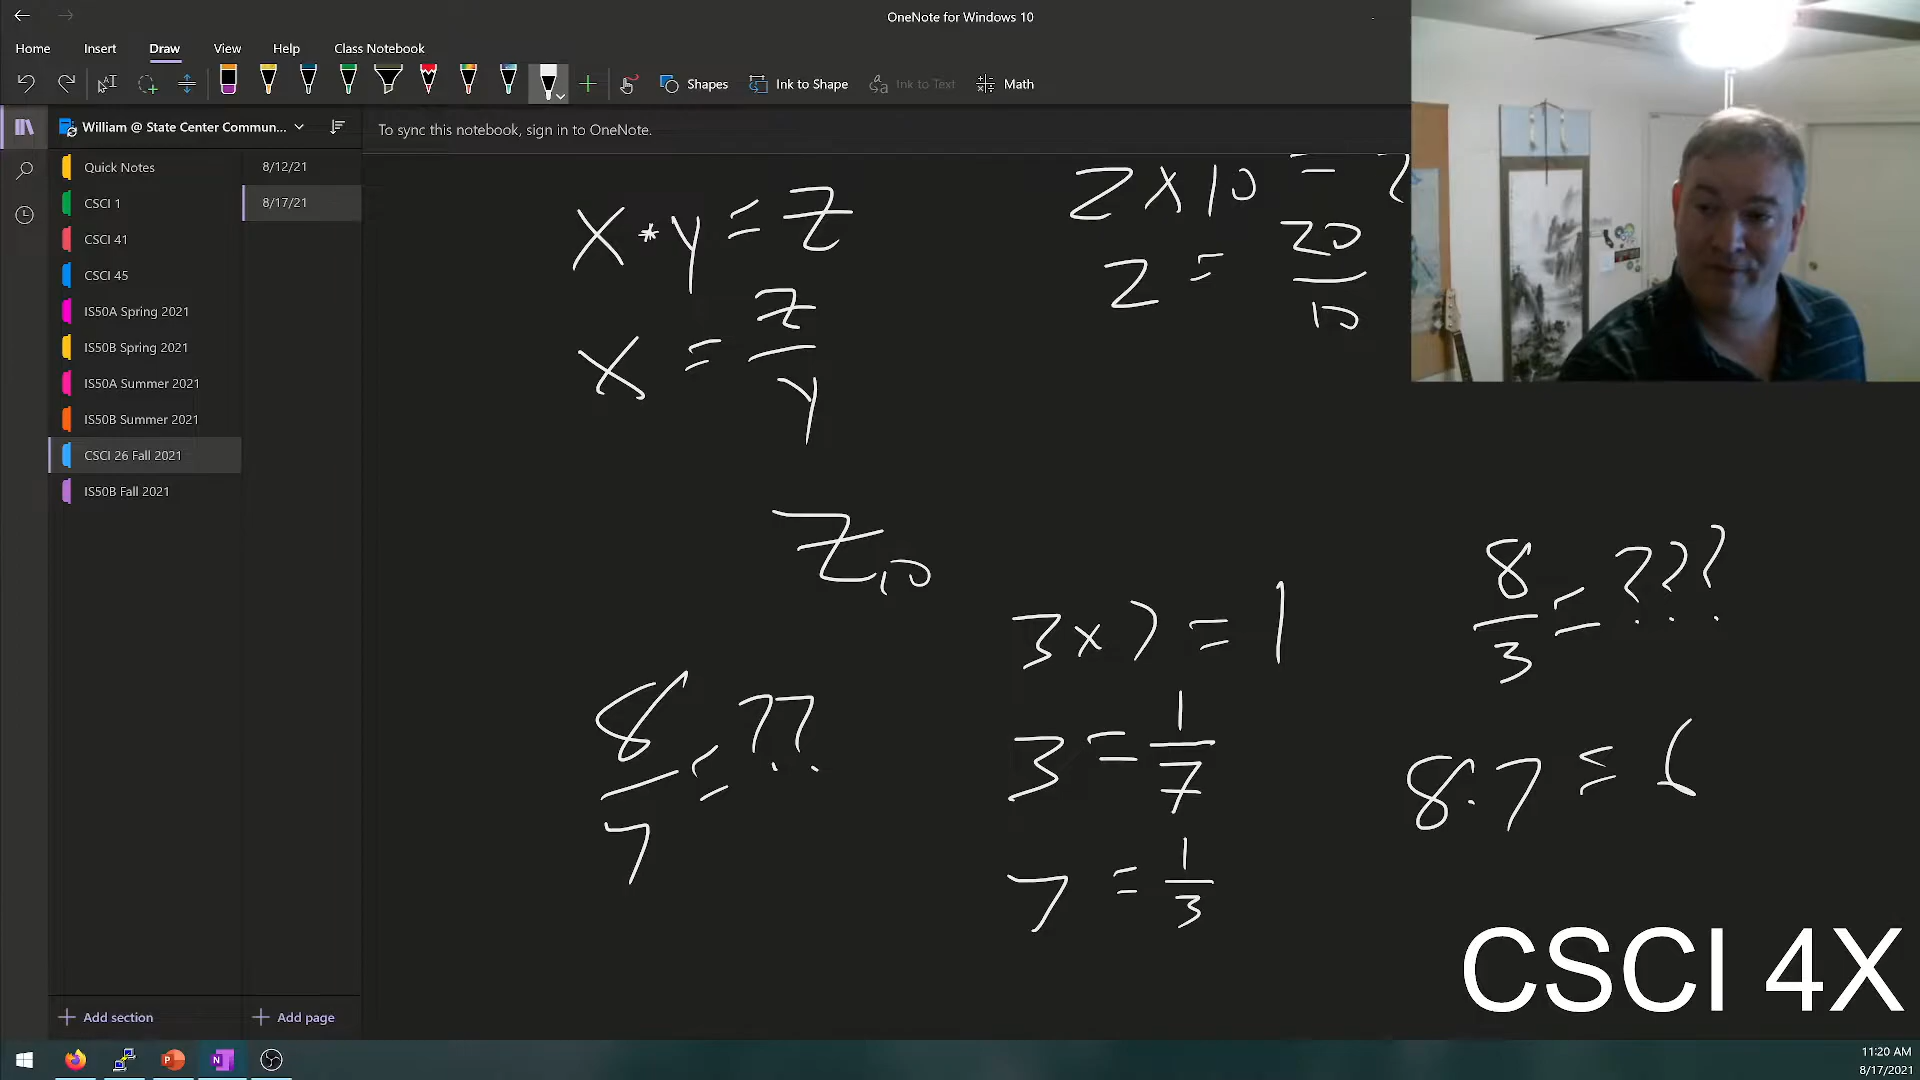 OneNote for Windows 10
Home Insert Draw View Help Class Notebook
Shapes Ink to Shape Ink to Text Math
William @ State Center Commun...
To sync this notebook, sign in to OneNote.
Quick Notes
CSCI 1
CSCI 41
CSCI 45
IS50A Spring 2021
IS50B Spring 2021
IS50A Summer 2021
IS50B Summer 2021
CSCI 26 Fall 2021
IS50B Fall 2021
8/12/21
8/17/21
X * y = Z
X = Z / y
2 x 10 = ?
2 = 20 / 10
Z10
8 / 7 = ??
3 x 7 = 1
3 = 1 / 7
7 = 1 / 3
8 / 3 = ???
8 . 7 =
CSCI 4X
Add section
Add page
11:20 AM
8/17/2021